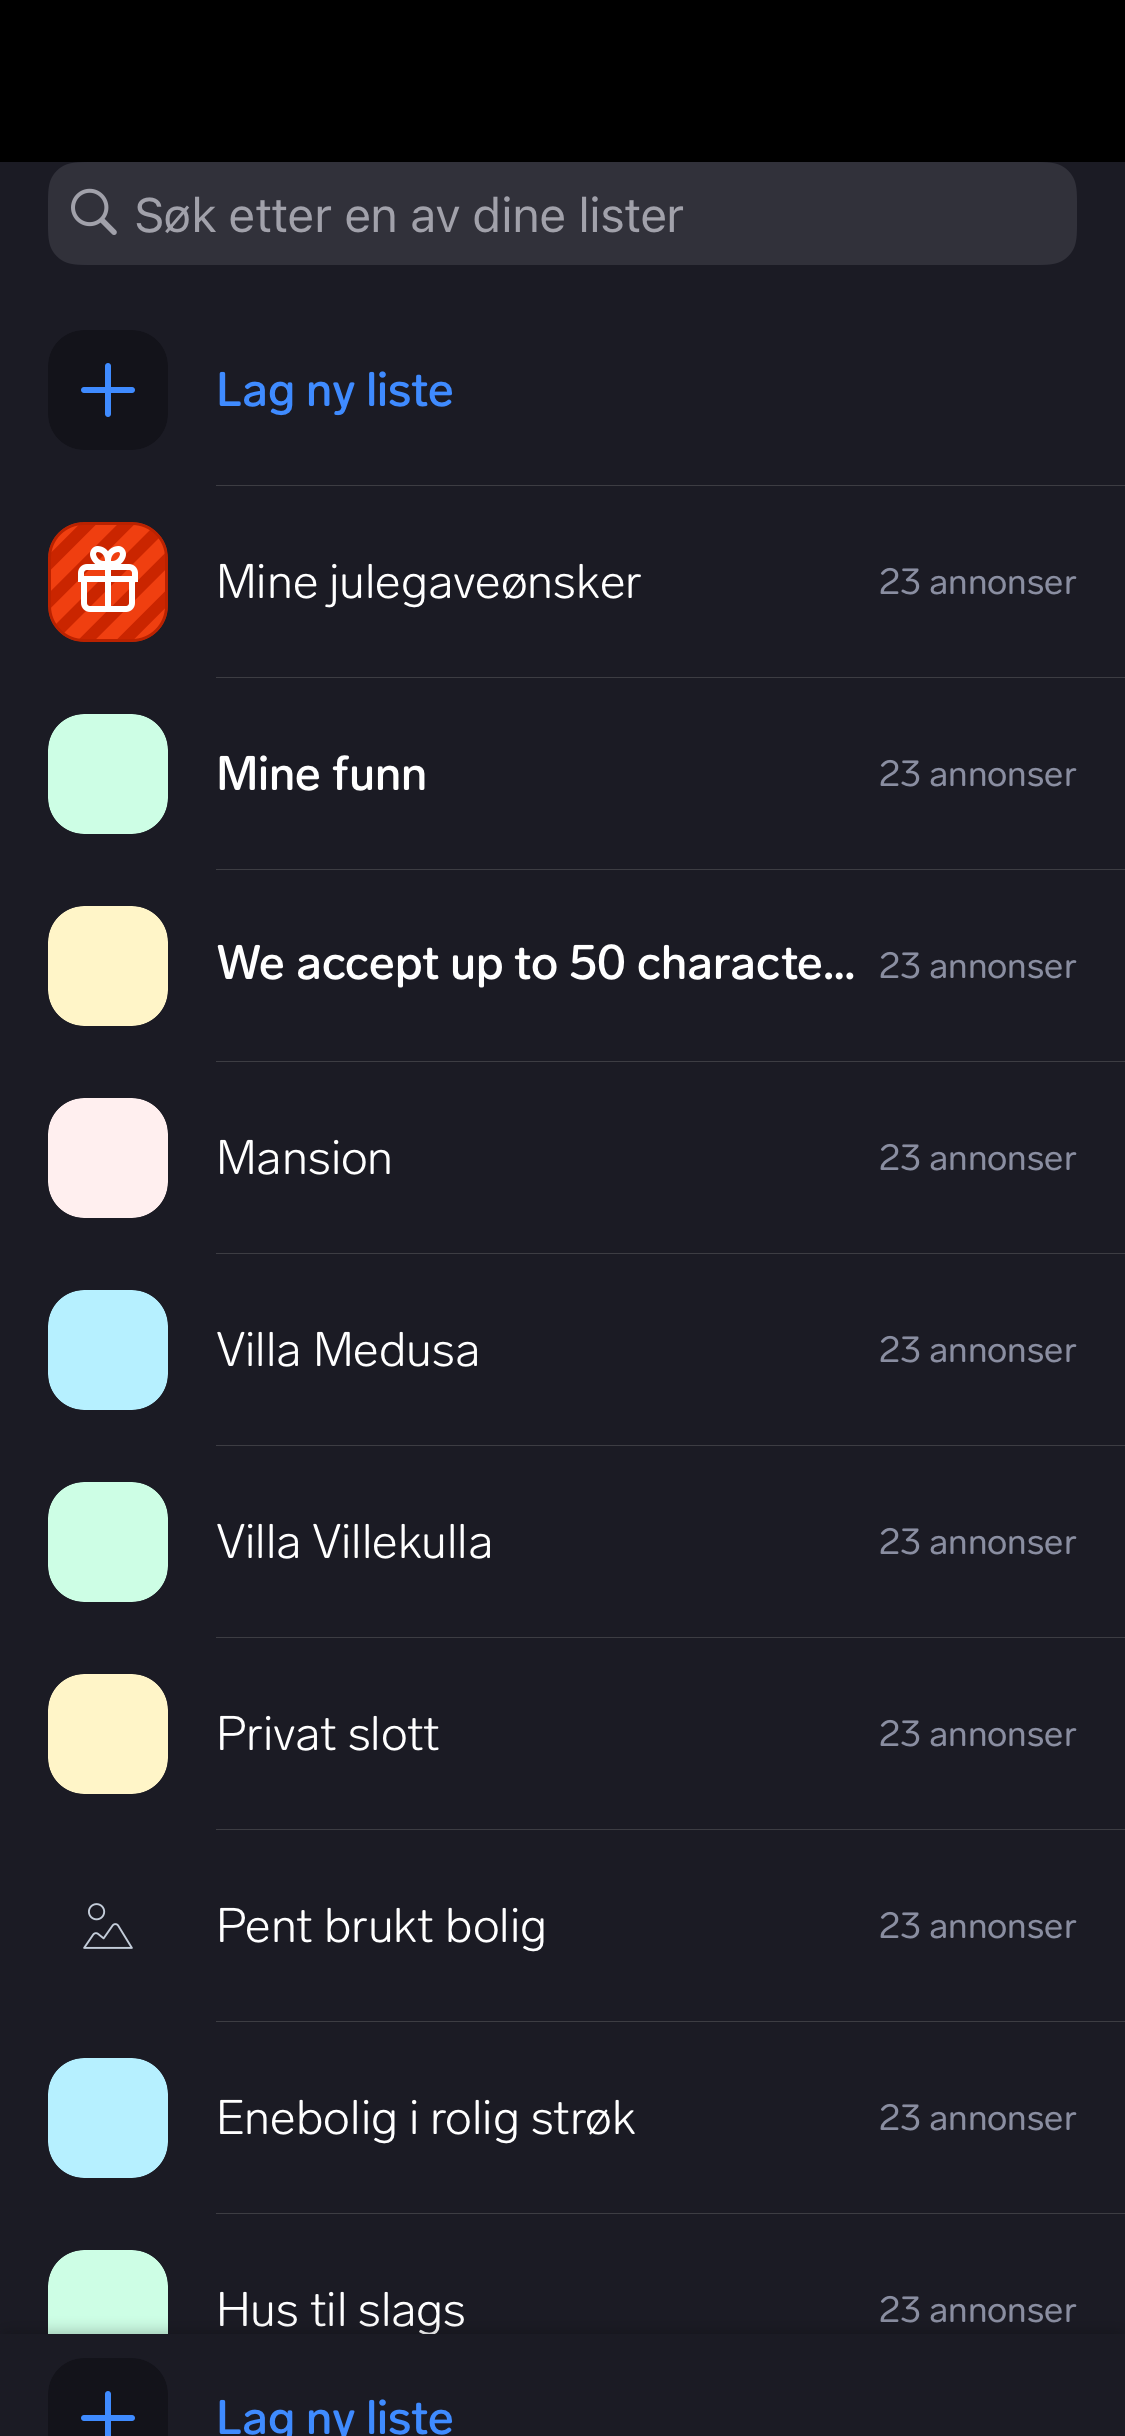 Søk etter en av dine lister
Lag ny liste
Mine julegaveønsker 23 annonser
Mine funn 23 annonser
We accept up to 50 characte... 23 annonser
Mansion 23 annonser
Villa Medusa 23 annonser
Villa Villekulla 23 annonser
Privat slott 23 annonser
Pent brukt bolig 23 annonser
Enebolig i rolig strøk 23 annonser
Hus til slags 23 annonser
Lag ny liste